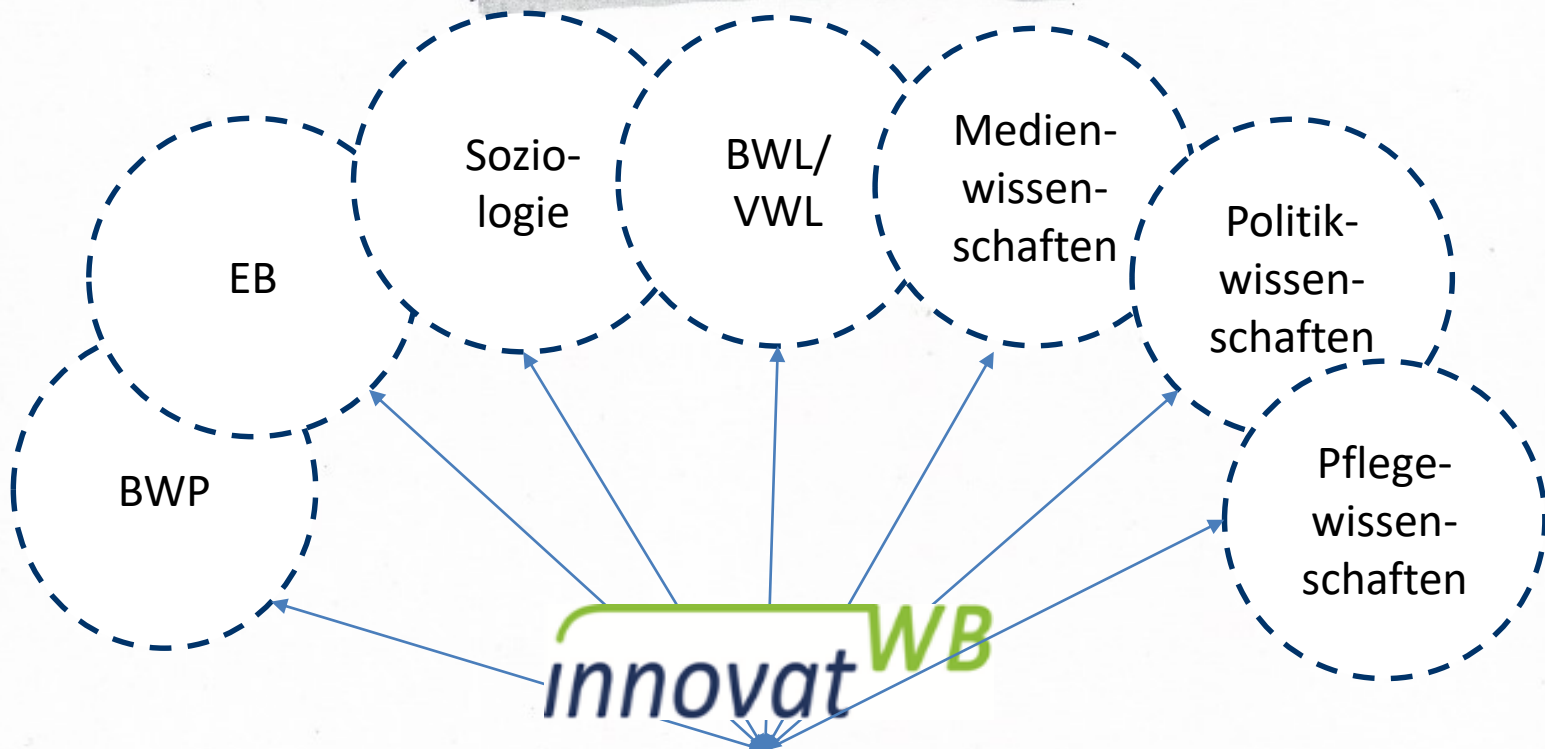 BWP
EB
Sozio-
logie
BWL/
VWL
Medien-
wissen-
schaften
Politik-
wissen-
schaften
Pflege-
wissen-
schaften
innovat WB